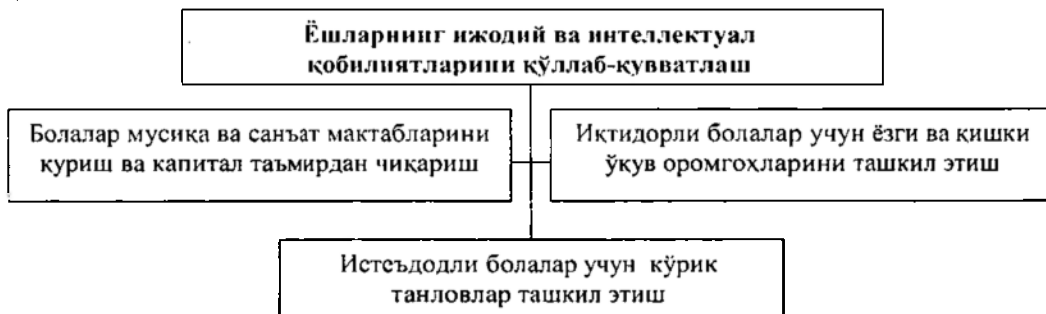 Ёшларнинг ижодий ва интеллектуал
қобилиятларини қўллаб-қувватлаш
Болалар мусиқа ва санъат мактабларини
қуриш ва капитал таъмирдан чиқариш
Иқтидорли болалар учун ёзги ва қишки
ўқув оромгоҳларини ташкил этиш
Истеъдодли болалар учун кўрик
танловлар ташкил этиш